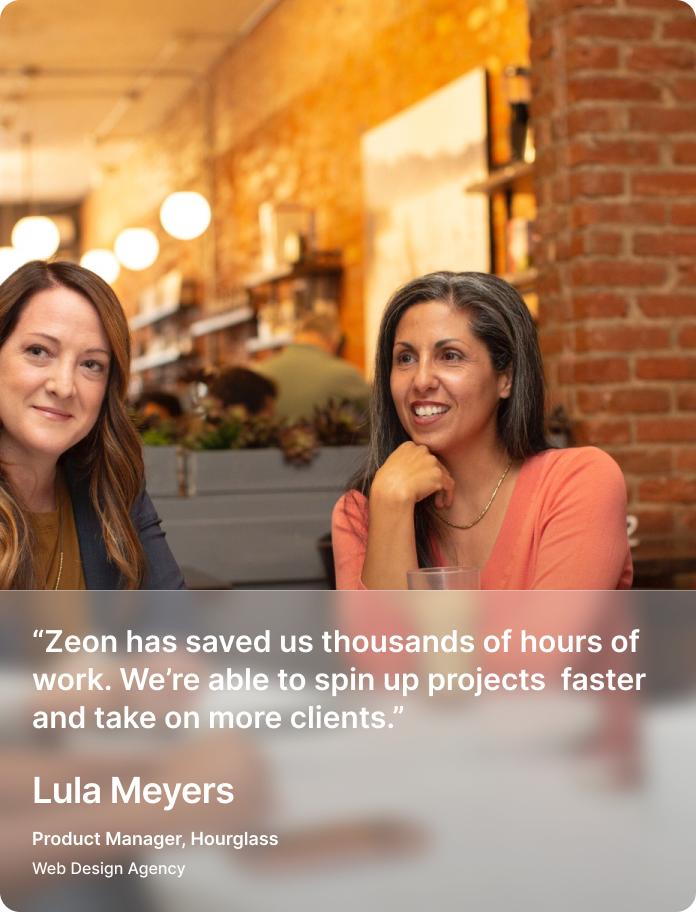 “Zeon has saved us thousands of hours of
work. We’re able to spin up projects  faster
and take on more clients.”
Lula Meyers
Product Manager, Hourglass
Web Design Agency